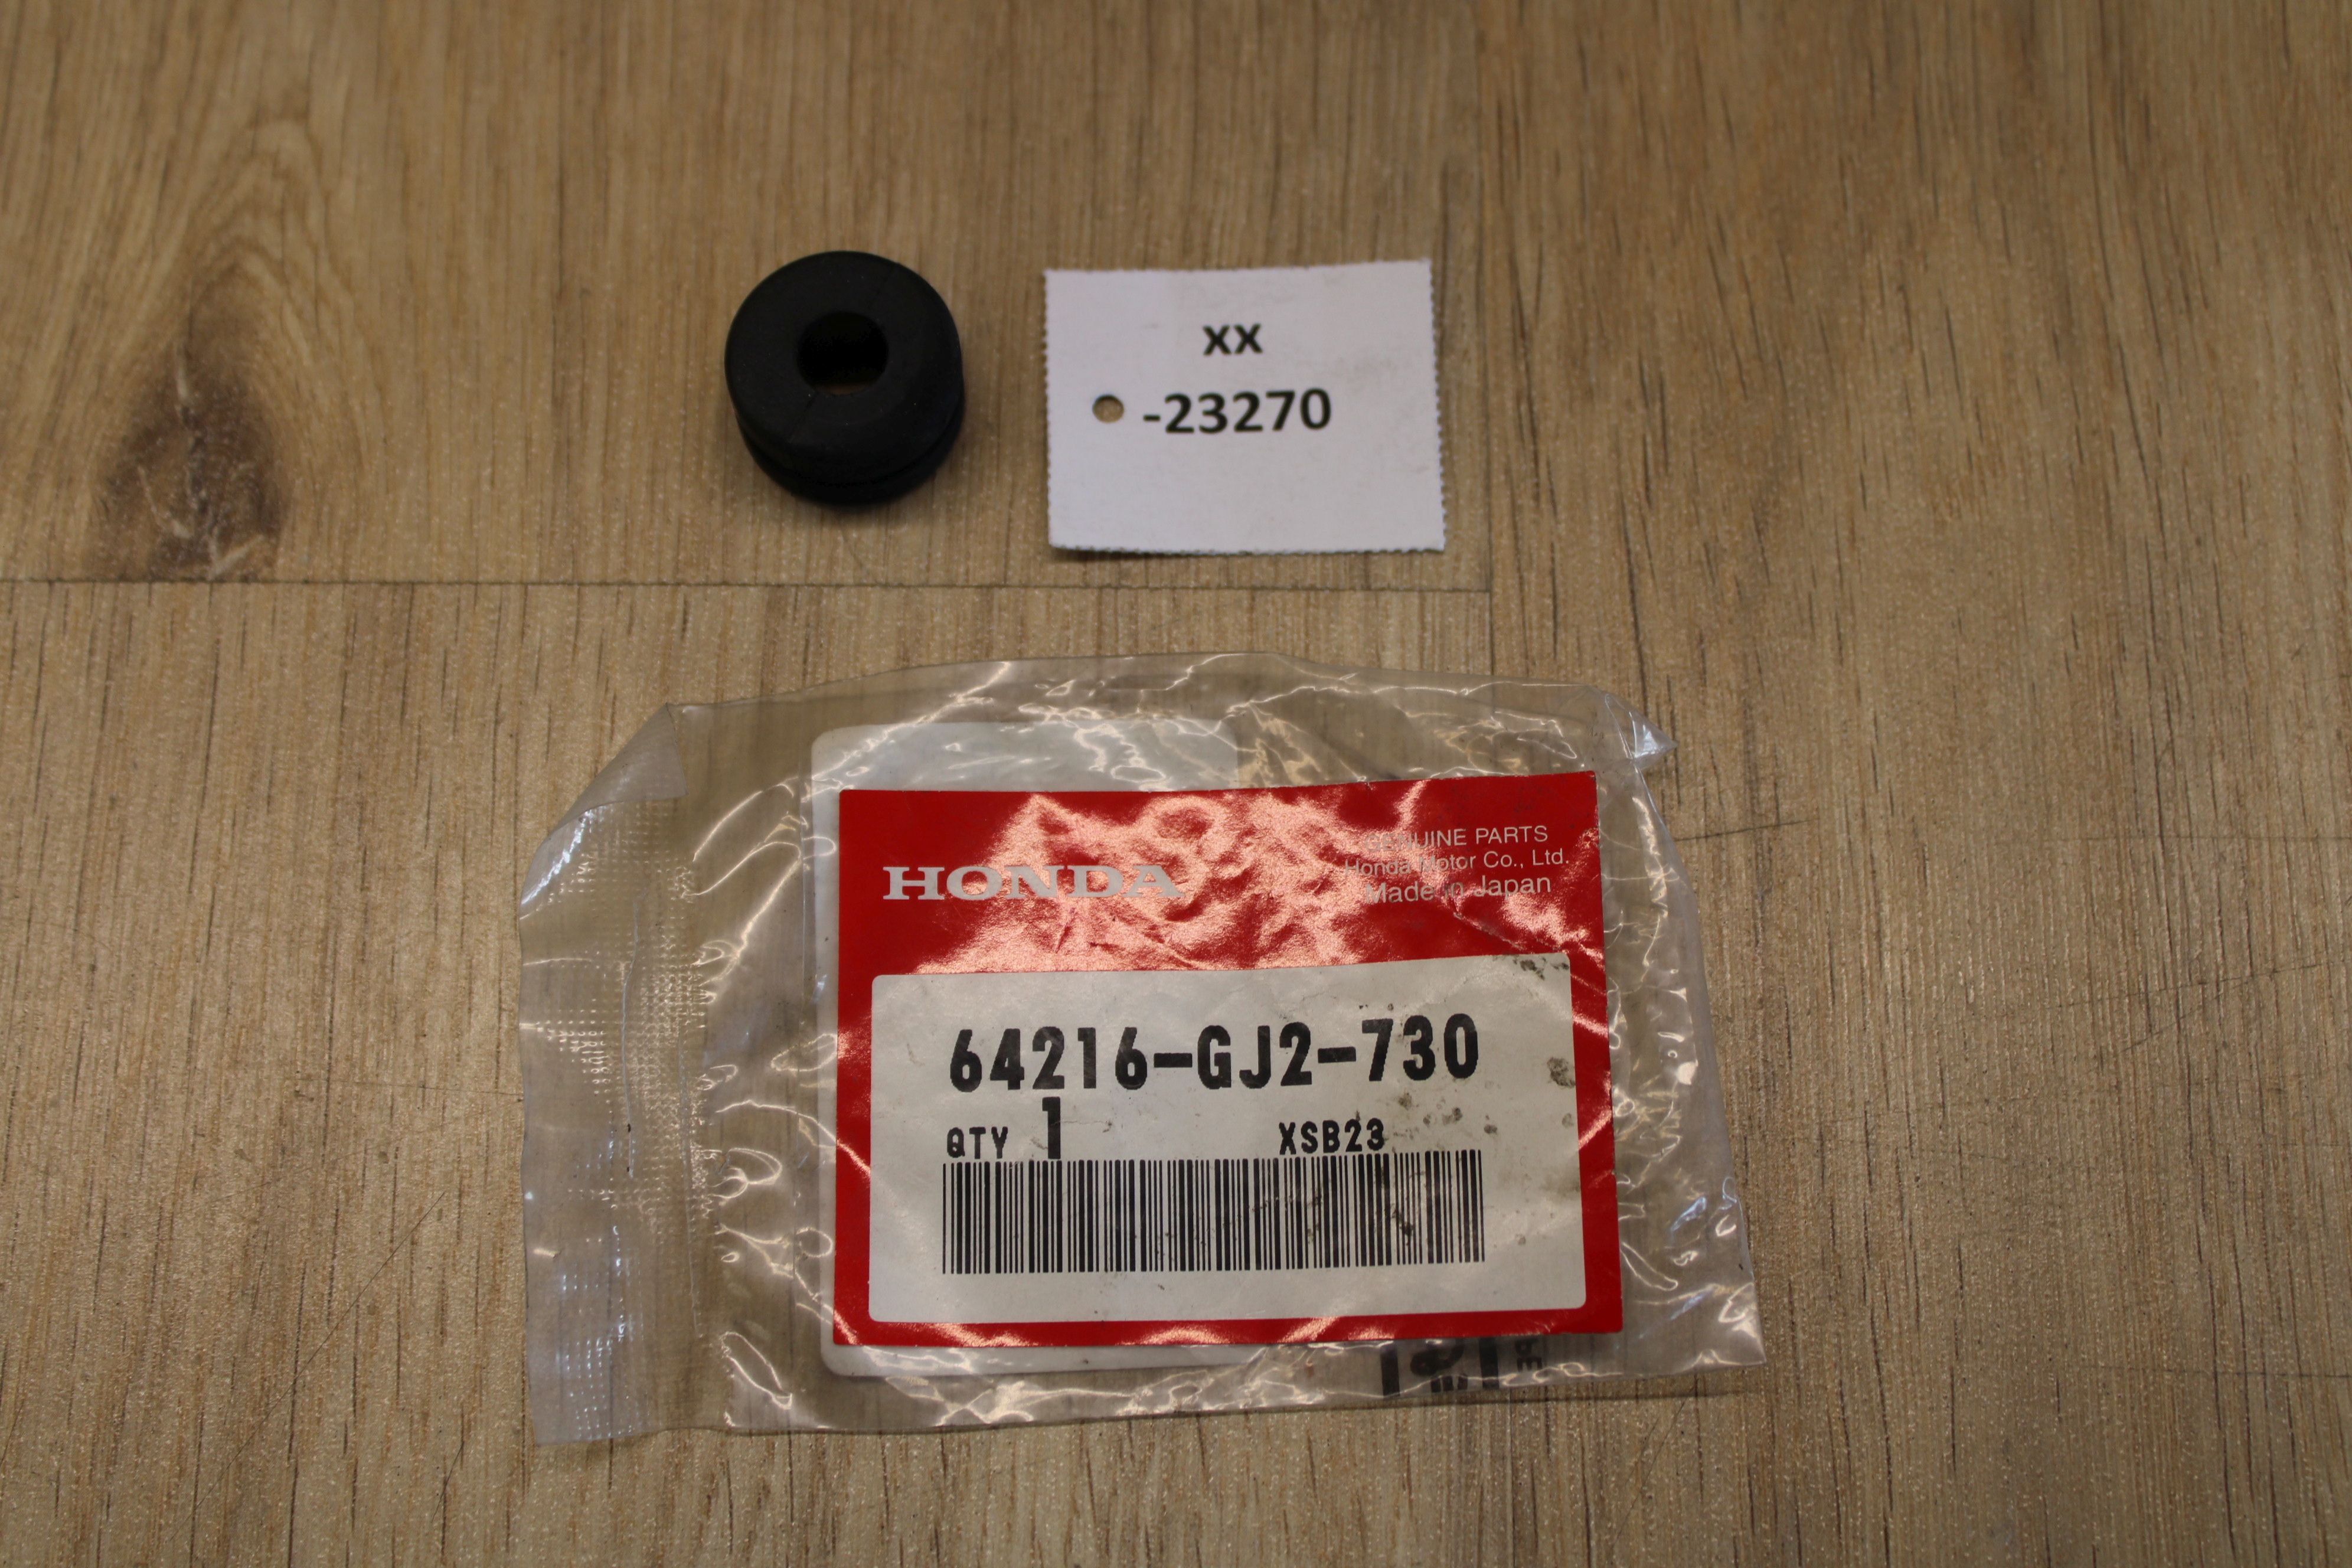 xx
-23270
HONDA
GENUINE PARTS
Honda Motor Co., Ltd.
Made in Japan
64216-GJ2-730
QTY 1 XSB23